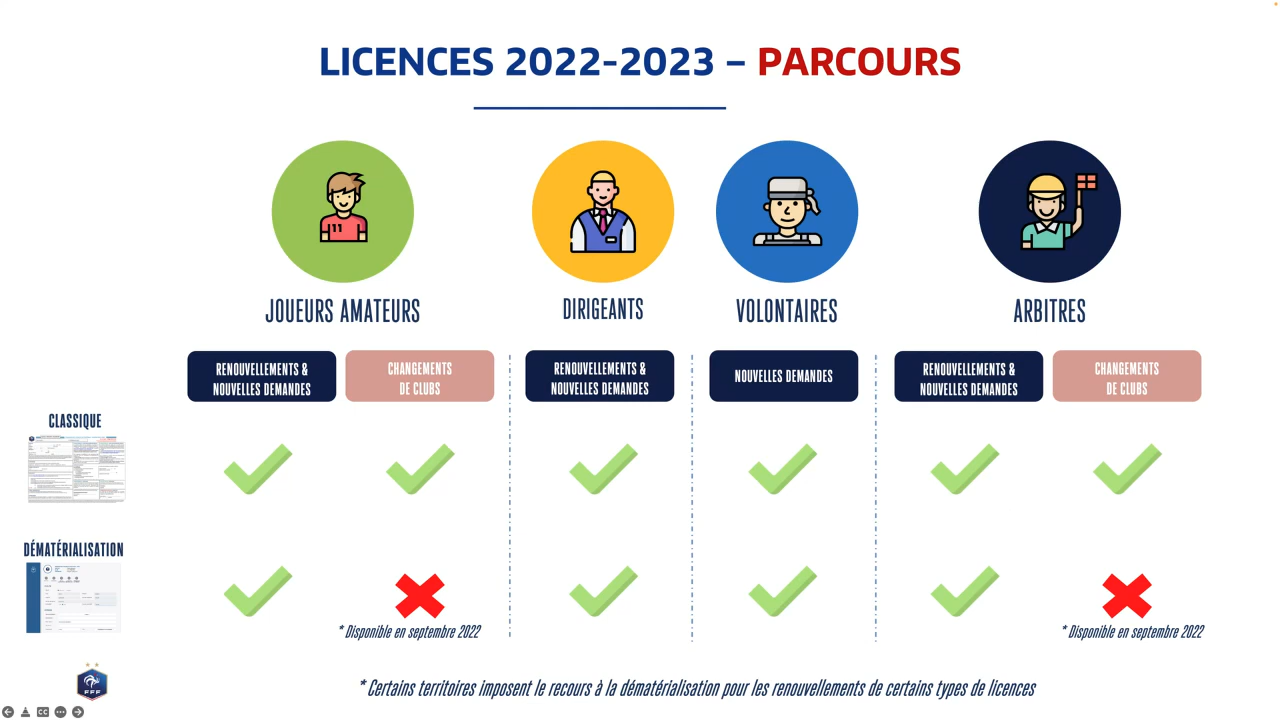 LICENCES 2022-2023 – PARCOURS
JOUEURS AMATEURS
DIRIGEANTS
VOLONTAIRES
ARBITRES
RENOUVELLEMENTS &
NOUVELLES DEMANDES
CHANGEMENTS
DE CLUBS
RENOUVELLEMENTS &
NOUVELLES DEMANDES
NOUVELLES DEMANDES
RENOUVELLEMENTS &
NOUVELLES DEMANDES
CHANGEMENTS
DE CLUBS
CLASSIQUE
DÉMATÉRIALISATION
* Disponible en septembre 2022
* Disponible en septembre 2022
* Certains territoires imposent le recours à la dématérialisation pour les renouvellements de certains types de licences
FFF
CC